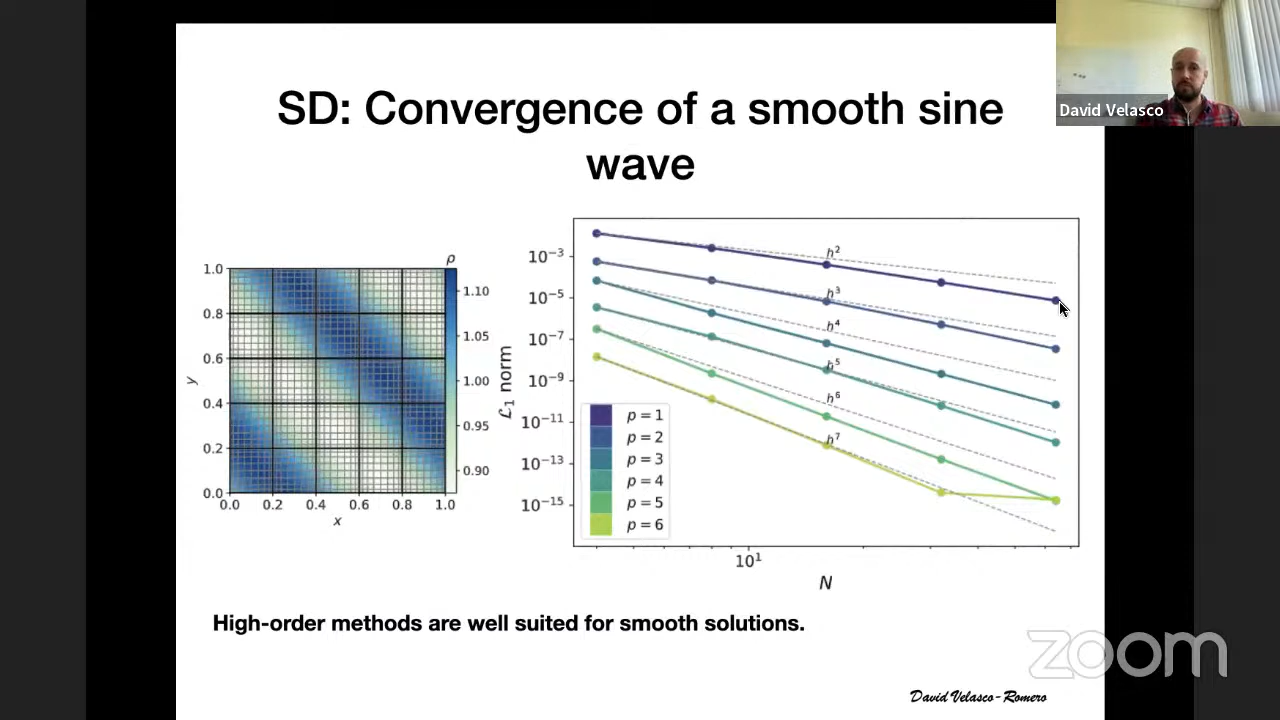 David Velasco
SD: Convergence of a smooth sine
wave
ρ
1.0
0.8
0.6
0.4
0.2
0.0
y
0.0 0.2 0.4 0.6 0.8 1.0
x
1.10
1.05
1.00
0.95
0.90
L₁ norm
10⁻³
10⁻⁵
10⁻⁷
10⁻⁹
10⁻¹¹
10⁻¹³
10⁻¹⁵
h²
h³
h⁴
h⁵
h⁶
h⁷
p = 1
p = 2
p = 3
p = 4
p = 5
p = 6
10¹
N
High-order methods are well suited for smooth solutions.
zoom
David Velasco-Romero